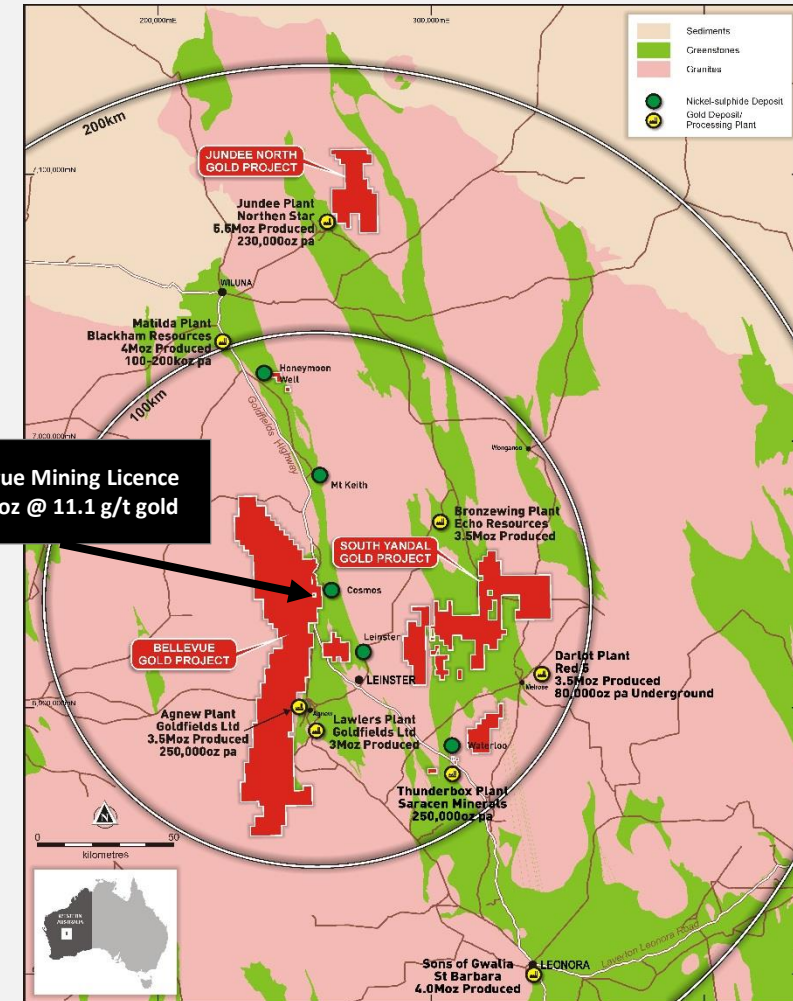 200,000mE
300,000mE
Sediments
Greenstones
Granites
Nickel-sulphide Deposit
Gold Deposit/
Processing Plant
200km
7,100,000mN
JUNDEE NORTH
GOLD PROJECT
Jundee Plant
Northen Star
5.5Moz Produced
230,000oz pa
WILUNA
Matilda Plant
Blackham Resources
4Moz Produced
100-200koz pa
Honeymoon
Well
100km
Goldfields Highway
7,000,000mN
Wonganoo
ue Mining Licence
oz @ 11.1 g/t gold
Mt Keith
Bronzewing Plant
Echo Resources
3.5Moz Produced
SOUTH YANDAL
GOLD PROJECT
Cosmos
BELLEVUE
GOLD PROJECT
Leinster
LEINSTER
Darlot Plant
Red 5
3.5Moz Produced
80,000oz pa Underground
Melrose
6,900,000mN
Agnew Plant
Goldfields Ltd
3.5Moz Produced
250,000oz pa
Agnew
Lawlers Plant
Goldfields Ltd
3Moz Produced
Waterloo
Thunderbox Plant
Saracen Minerals
250,000oz pa
N
0 50
kilometres
WESTERN
AUSTRALIA
Laverton Leonora Road
Sons of Gwalia
St Barbara
4.0Moz Produced
LEONORA